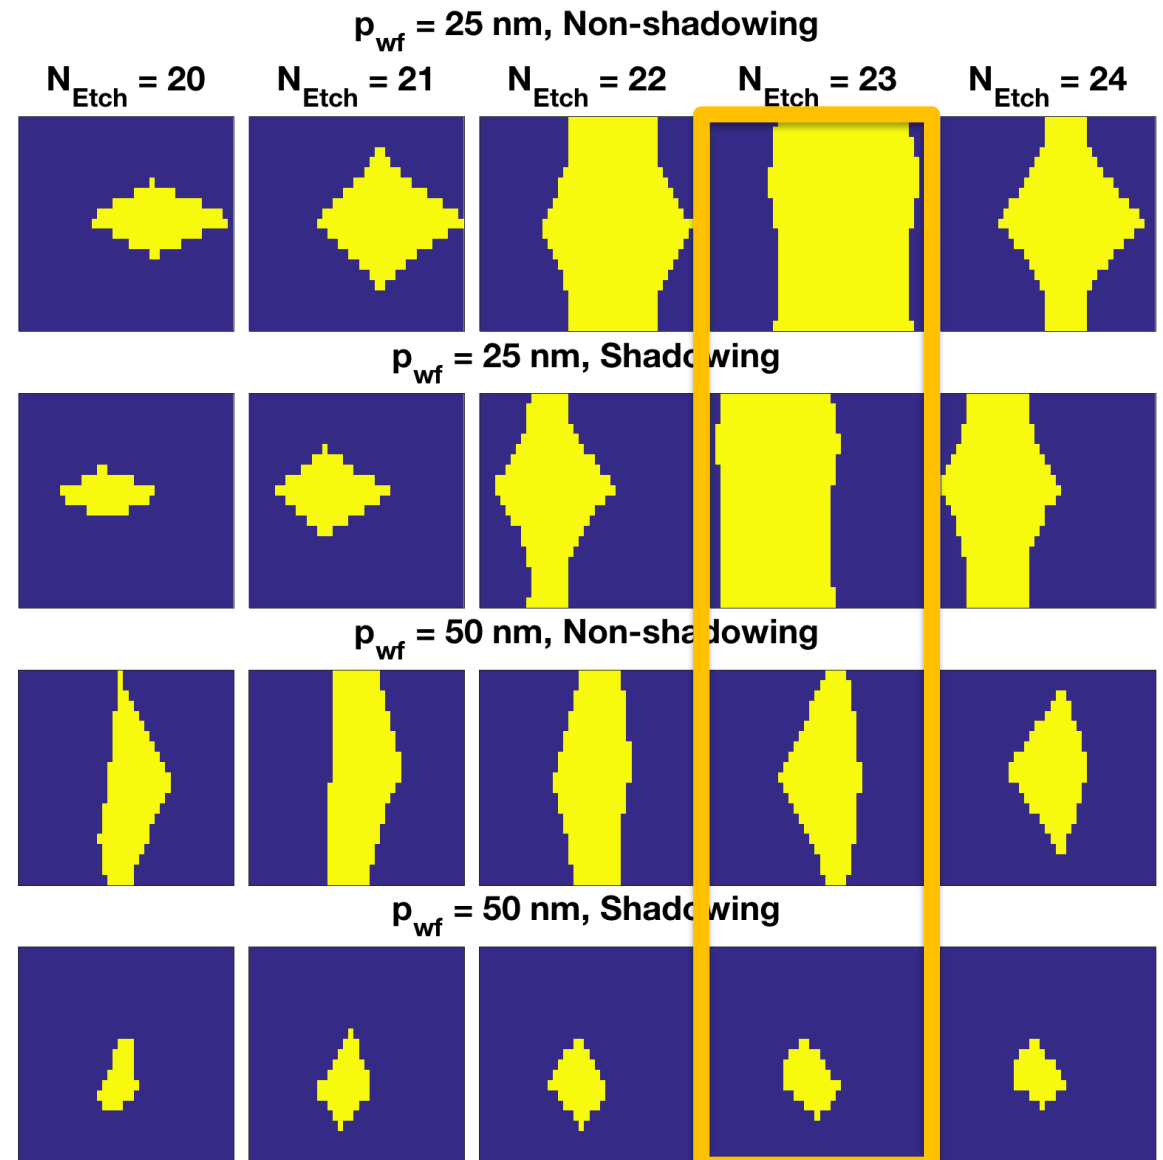 p_wf = 25 nm, Non-shadowing
N_Etch = 20 N_Etch = 21 N_Etch = 22 N_Etch = 23 N_Etch = 24
p_wf = 25 nm, Shadowing
p_wf = 50 nm, Non-shadowing
p_wf = 50 nm, Shadowing